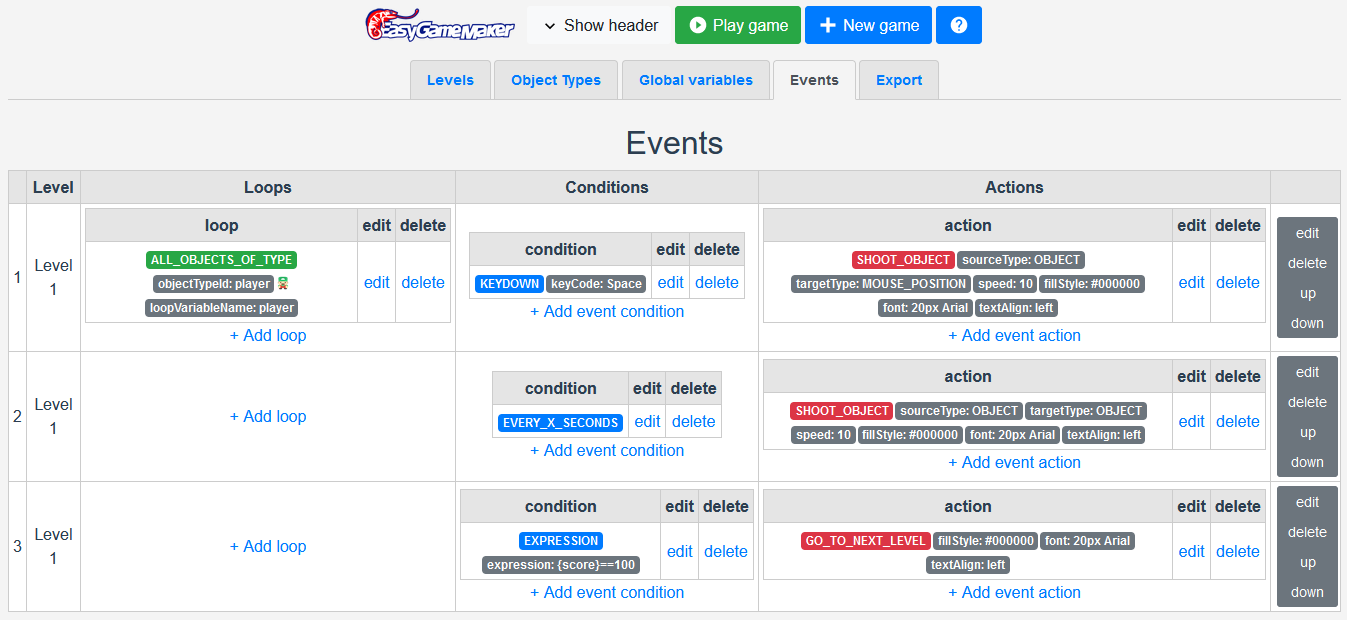 EasyGameMaker Show header Play game New game ?
Levels Object Types Global variables Events Export
Events
Level Loops Conditions Actions
1
Level 1
loop edit delete
ALL_OBJECTS_OF_TYPE
objectTypeId: player
loopVariableName: player
edit delete
+ Add loop
condition edit delete
KEYDOWN keyCode: Space edit delete
+ Add event condition
action edit delete
SHOOT_OBJECT sourceType: OBJECT
targetType: MOUSE_POSITION speed: 10 fillStyle: #000000
font: 20px Arial textAlign: left
edit delete
+ Add event action
edit
delete
up
down
2
Level 1
+ Add loop
condition edit delete
EVERY_X_SECONDS edit delete
+ Add event condition
action edit delete
SHOOT_OBJECT sourceType: OBJECT targetType: OBJECT
speed: 10 fillStyle: #000000 font: 20px Arial textAlign: left
edit delete
+ Add event action
edit
delete
up
down
3
Level 1
+ Add loop
condition edit delete
EXPRESSION
expression: {score}==100
edit delete
+ Add event condition
action edit delete
GO_TO_NEXT_LEVEL fillStyle: #000000 font: 20px Arial
textAlign: left
edit delete
+ Add event action
edit
delete
up
down